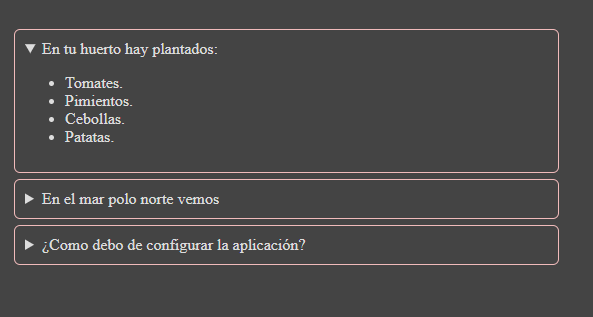 En tu huerto hay plantados:
Tomates.
Pimientos.
Cebollas.
Patatas.
En el mar polo norte vemos
¿Como debo de configurar la aplicación?